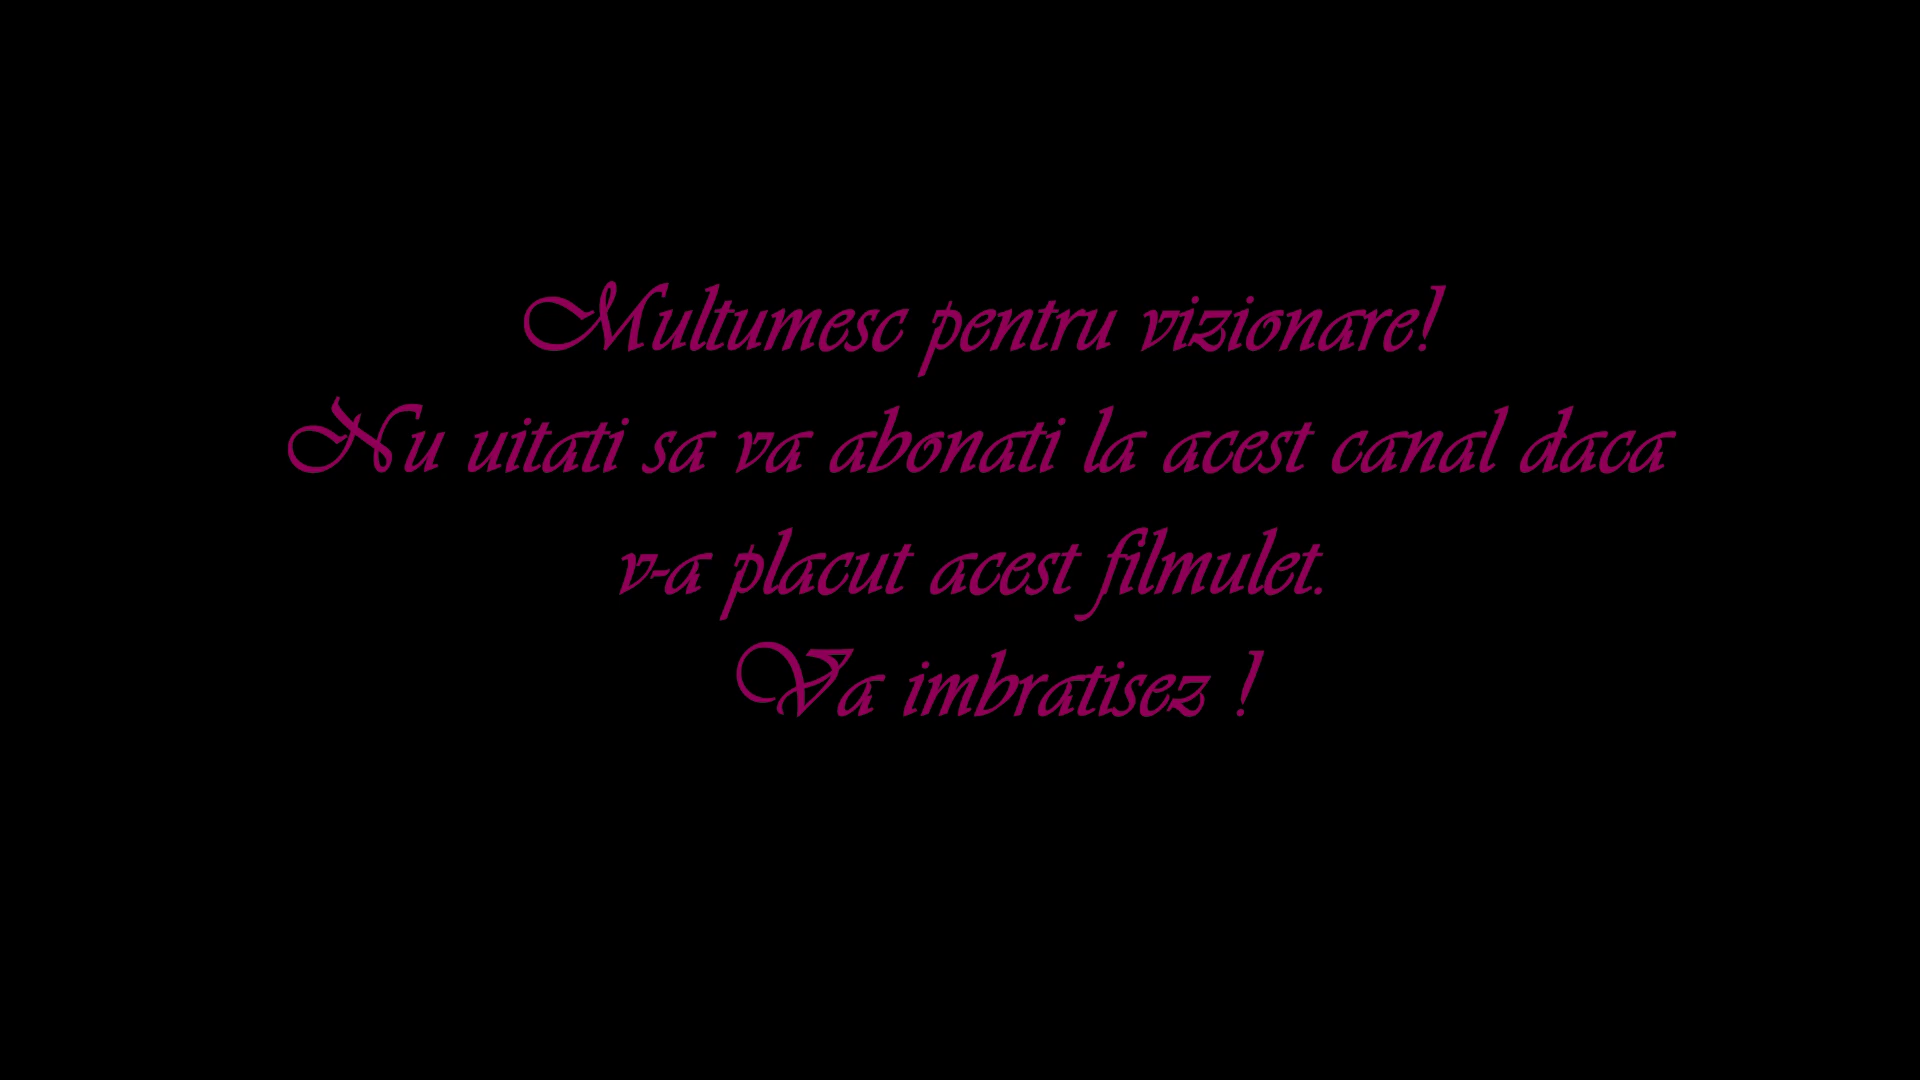 Multumesc pentru vizionare!
Nu uitati sa va abonati la acest canal daca
v-a placut acest filmulet.
Va imbratisez !